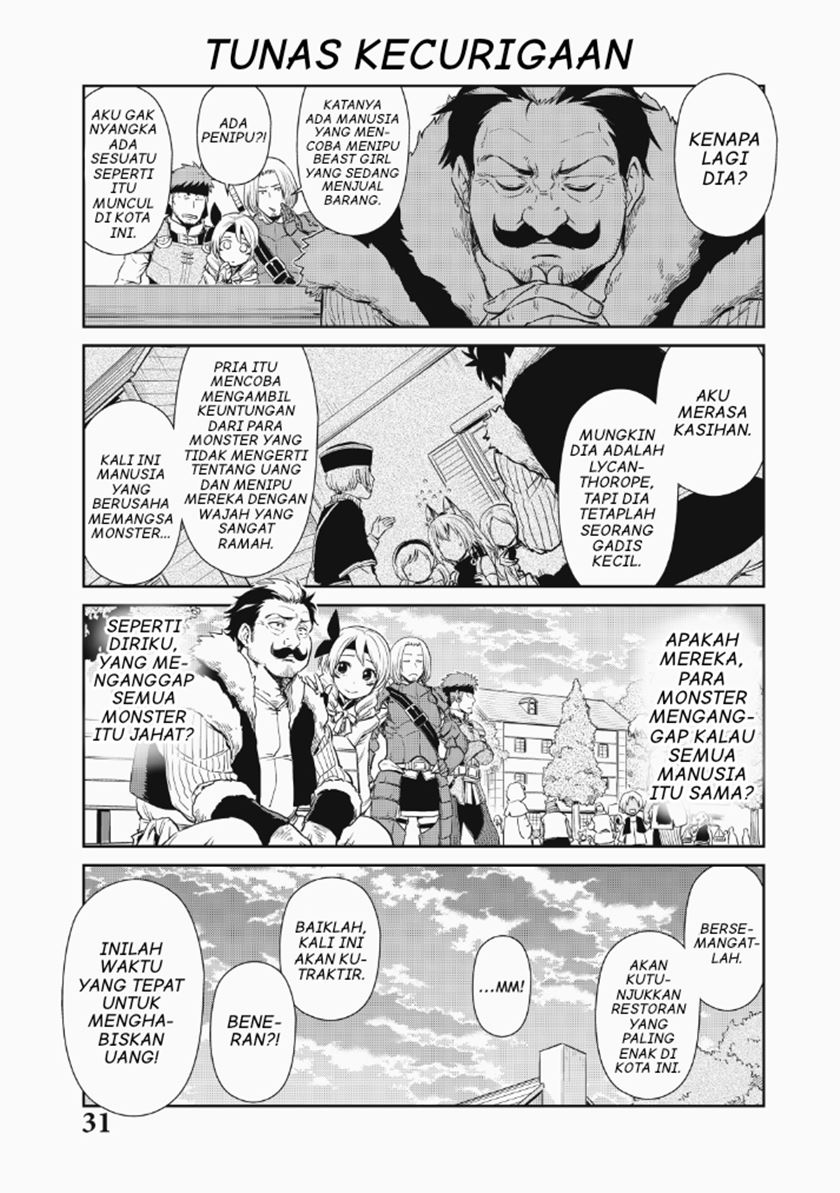 TUNAS KECURIGAAN
KENAPA
LAGI
DIA?
KATANYA
ADA MANUSIA
YANG MEN-
COBA MENIPU
BEAST GIRL
YANG SEDANG
MENJUAL
BARANG.
ADA
PENIPU?!
AKU GAK
NYANGKA
ADA
SESUATU
SEPERTI
ITU
MUNCUL
DI KOTA
INI.
AKU
MERASA
KASIHAN.
MUNGKIN
DIA ADALAH
LYCAN-
THOROPE,
TAPI DIA
TETAPLAH
SEORANG
GADIS
KECIL.
PRIA ITU
MENCOBA
MENGAMBIL
KEUNTUNGAN
DARI PARA
MONSTER YANG
TIDAK MENGERTI
TENTANG UANG
DAN MENIPU
MEREKA DENGAN
WAJAH YANG
SANGAT
RAMAH.
KALI INI
MANUSIA
YANG
BERUSAHA
MEMANGSA
MONSTER...
APAKAH
MEREKA,
PARA
MONSTER
MENGANG-
GAP KALAU
SEMUA
MANUSIA
ITU SAMA?
SEPERTI
DIRIKU,
YANG ME-
NGANGGAP
SEMUA
MONSTER
ITU JAHAT?
BERSE-
MANGAT-
LAH.
AKAN
KUTU-
NJUKKAN
RESTORAN
YANG
PALING
ENAK DI
KOTA INI.
...MM!
BAIKLAH,
KALI INI
AKAN KU-
TRAKTIR.
BENE-
RAN?!
INILAH
WAKTU
YANG TEPAT
UNTUK
MENGHA-
BISKAN
UANG!
31